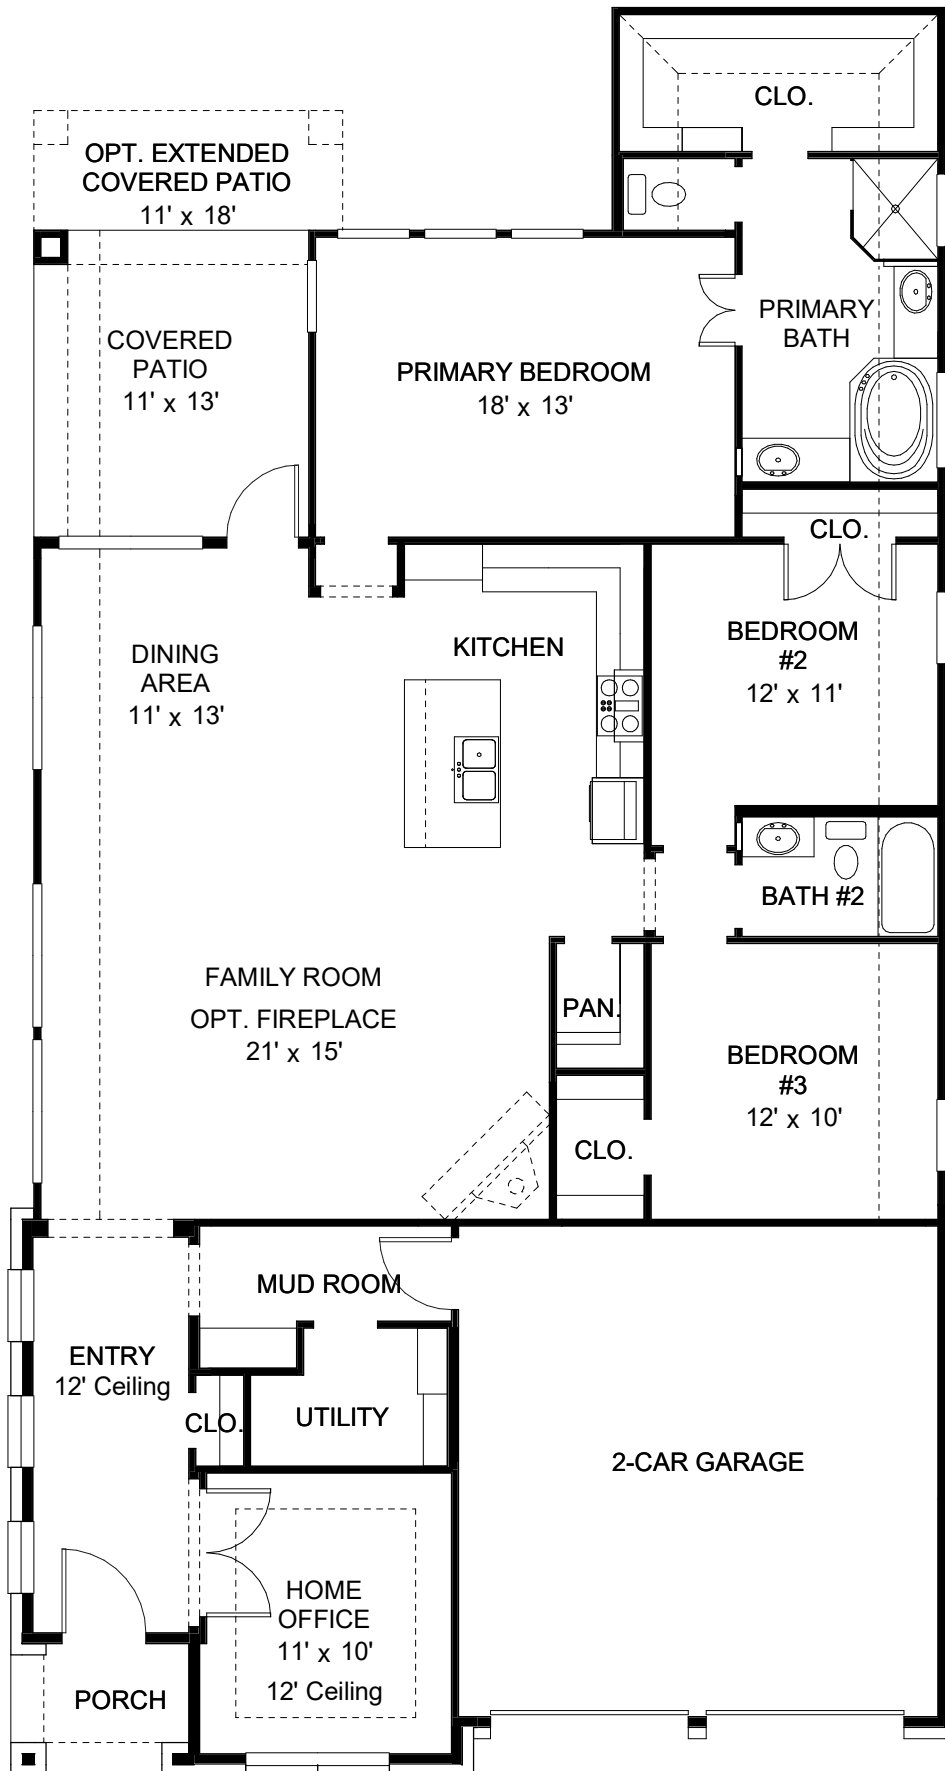 CLO.
OPT. EXTENDED
COVERED PATIO
11' x 18'
COVERED
PATIO
11' x 13'
PRIMARY BEDROOM
18' x 13'
PRIMARY
BATH
CLO.
DINING
AREA
11' x 13'
KITCHEN
BEDROOM
#2
12' x 11'
BATH #2
FAMILY ROOM
OPT. FIREPLACE
21' x 15'
PAN.
BEDROOM
#3
12' x 10'
CLO.
MUD ROOM
ENTRY
12' Ceiling
CLO.
UTILITY
2-CAR GARAGE
HOME
OFFICE
11' x 10'
12' Ceiling
PORCH